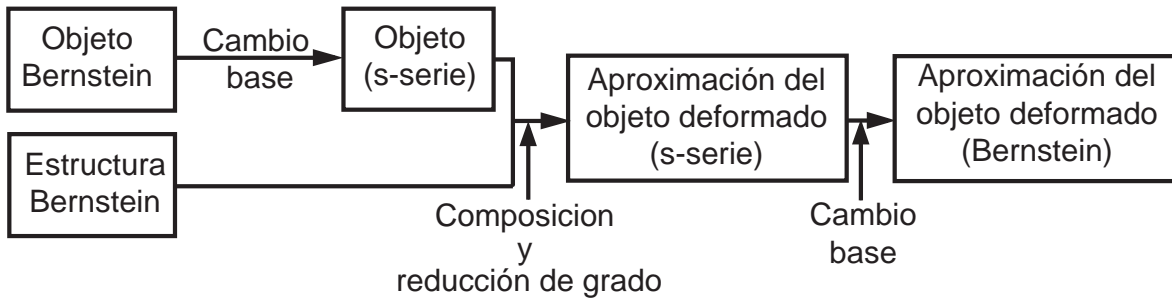 Objeto
Bernstein
Cambio
base
Objeto
(s-serie)
Estructura
Bernstein
Composicion
y
reducción de grado
Aproximación del
objeto deformado
(s-serie)
Cambio
base
Aproximación del
objeto deformado
(Bernstein)